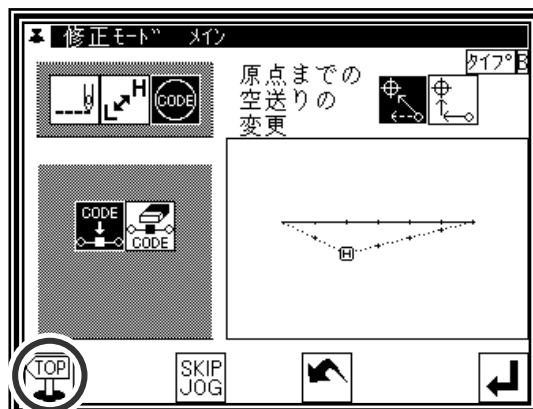 修正ﾓｰﾄﾞ ﾒｲﾝ
ﾀｲﾌﾟB
L H CODE
原点までの
空送りの
変更
CODE
CODE
H
TOP
SKIP
JOG